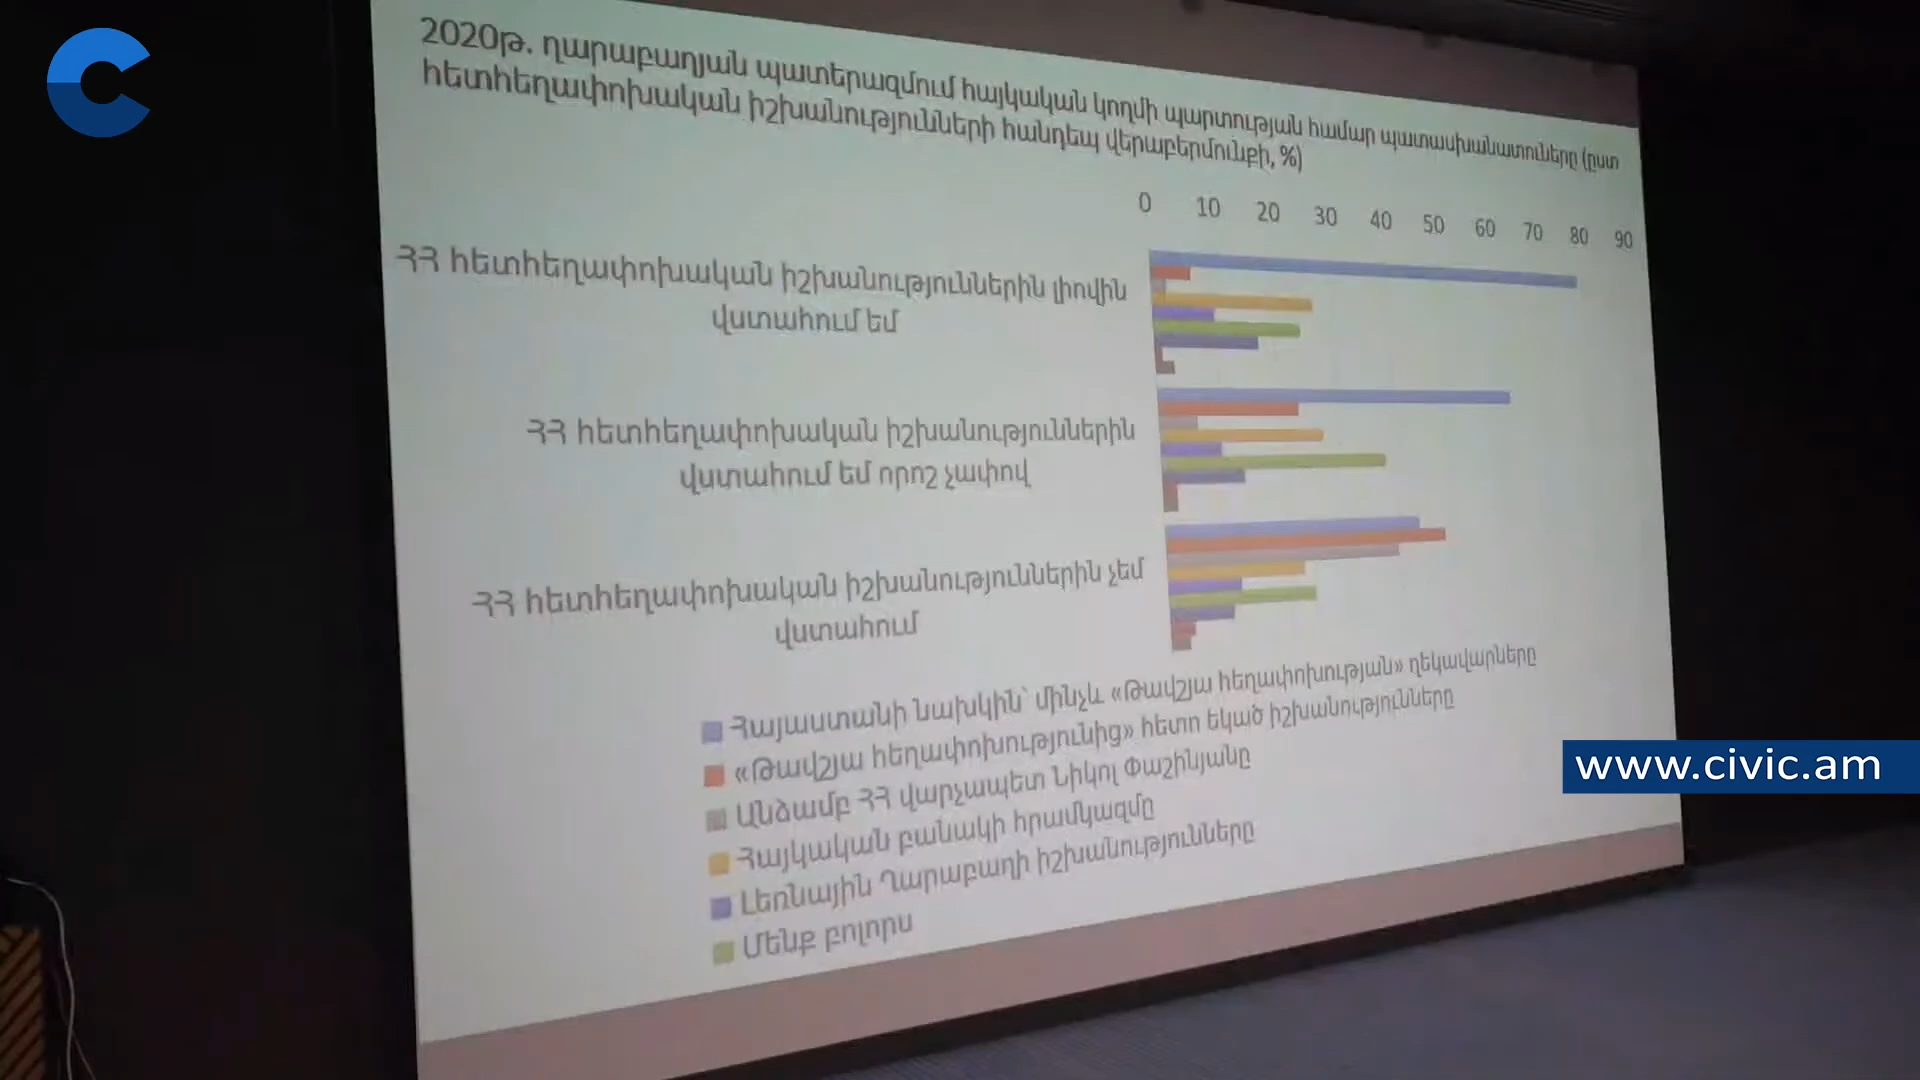 2020թ. ղարաբաղյան պատերազմում հայկական կողմի պարտության համար պատասխանատուները (ըստ
հետհեղափոխական իշխանությունների հանդեպ վերաբերմունքի, %)
0 10 20 30 40 50 60 70 80 90
ՀՀ հետհեղափոխական իշխանություններին լիովին
վստահում եմ
ՀՀ հետհեղափոխական իշխանություններին
վստահում եմ որոշ չափով
ՀՀ հետհեղափոխական իշխանություններին չեմ
վստահում
Հայաստանի նախկին՝ մինչև «Թավշյա հեղափոխության» ղեկավարները
«Թավշյա հեղափոխությունից» հետո եկած իշխանությունները
Անձամբ ՀՀ վարչապետ Նիկոլ Փաշինյանը
Հայկական բանակի հրամկազմը
Լեռնային Ղարաբաղի իշխանությունները
Մենք բոլորս
www.civic.am